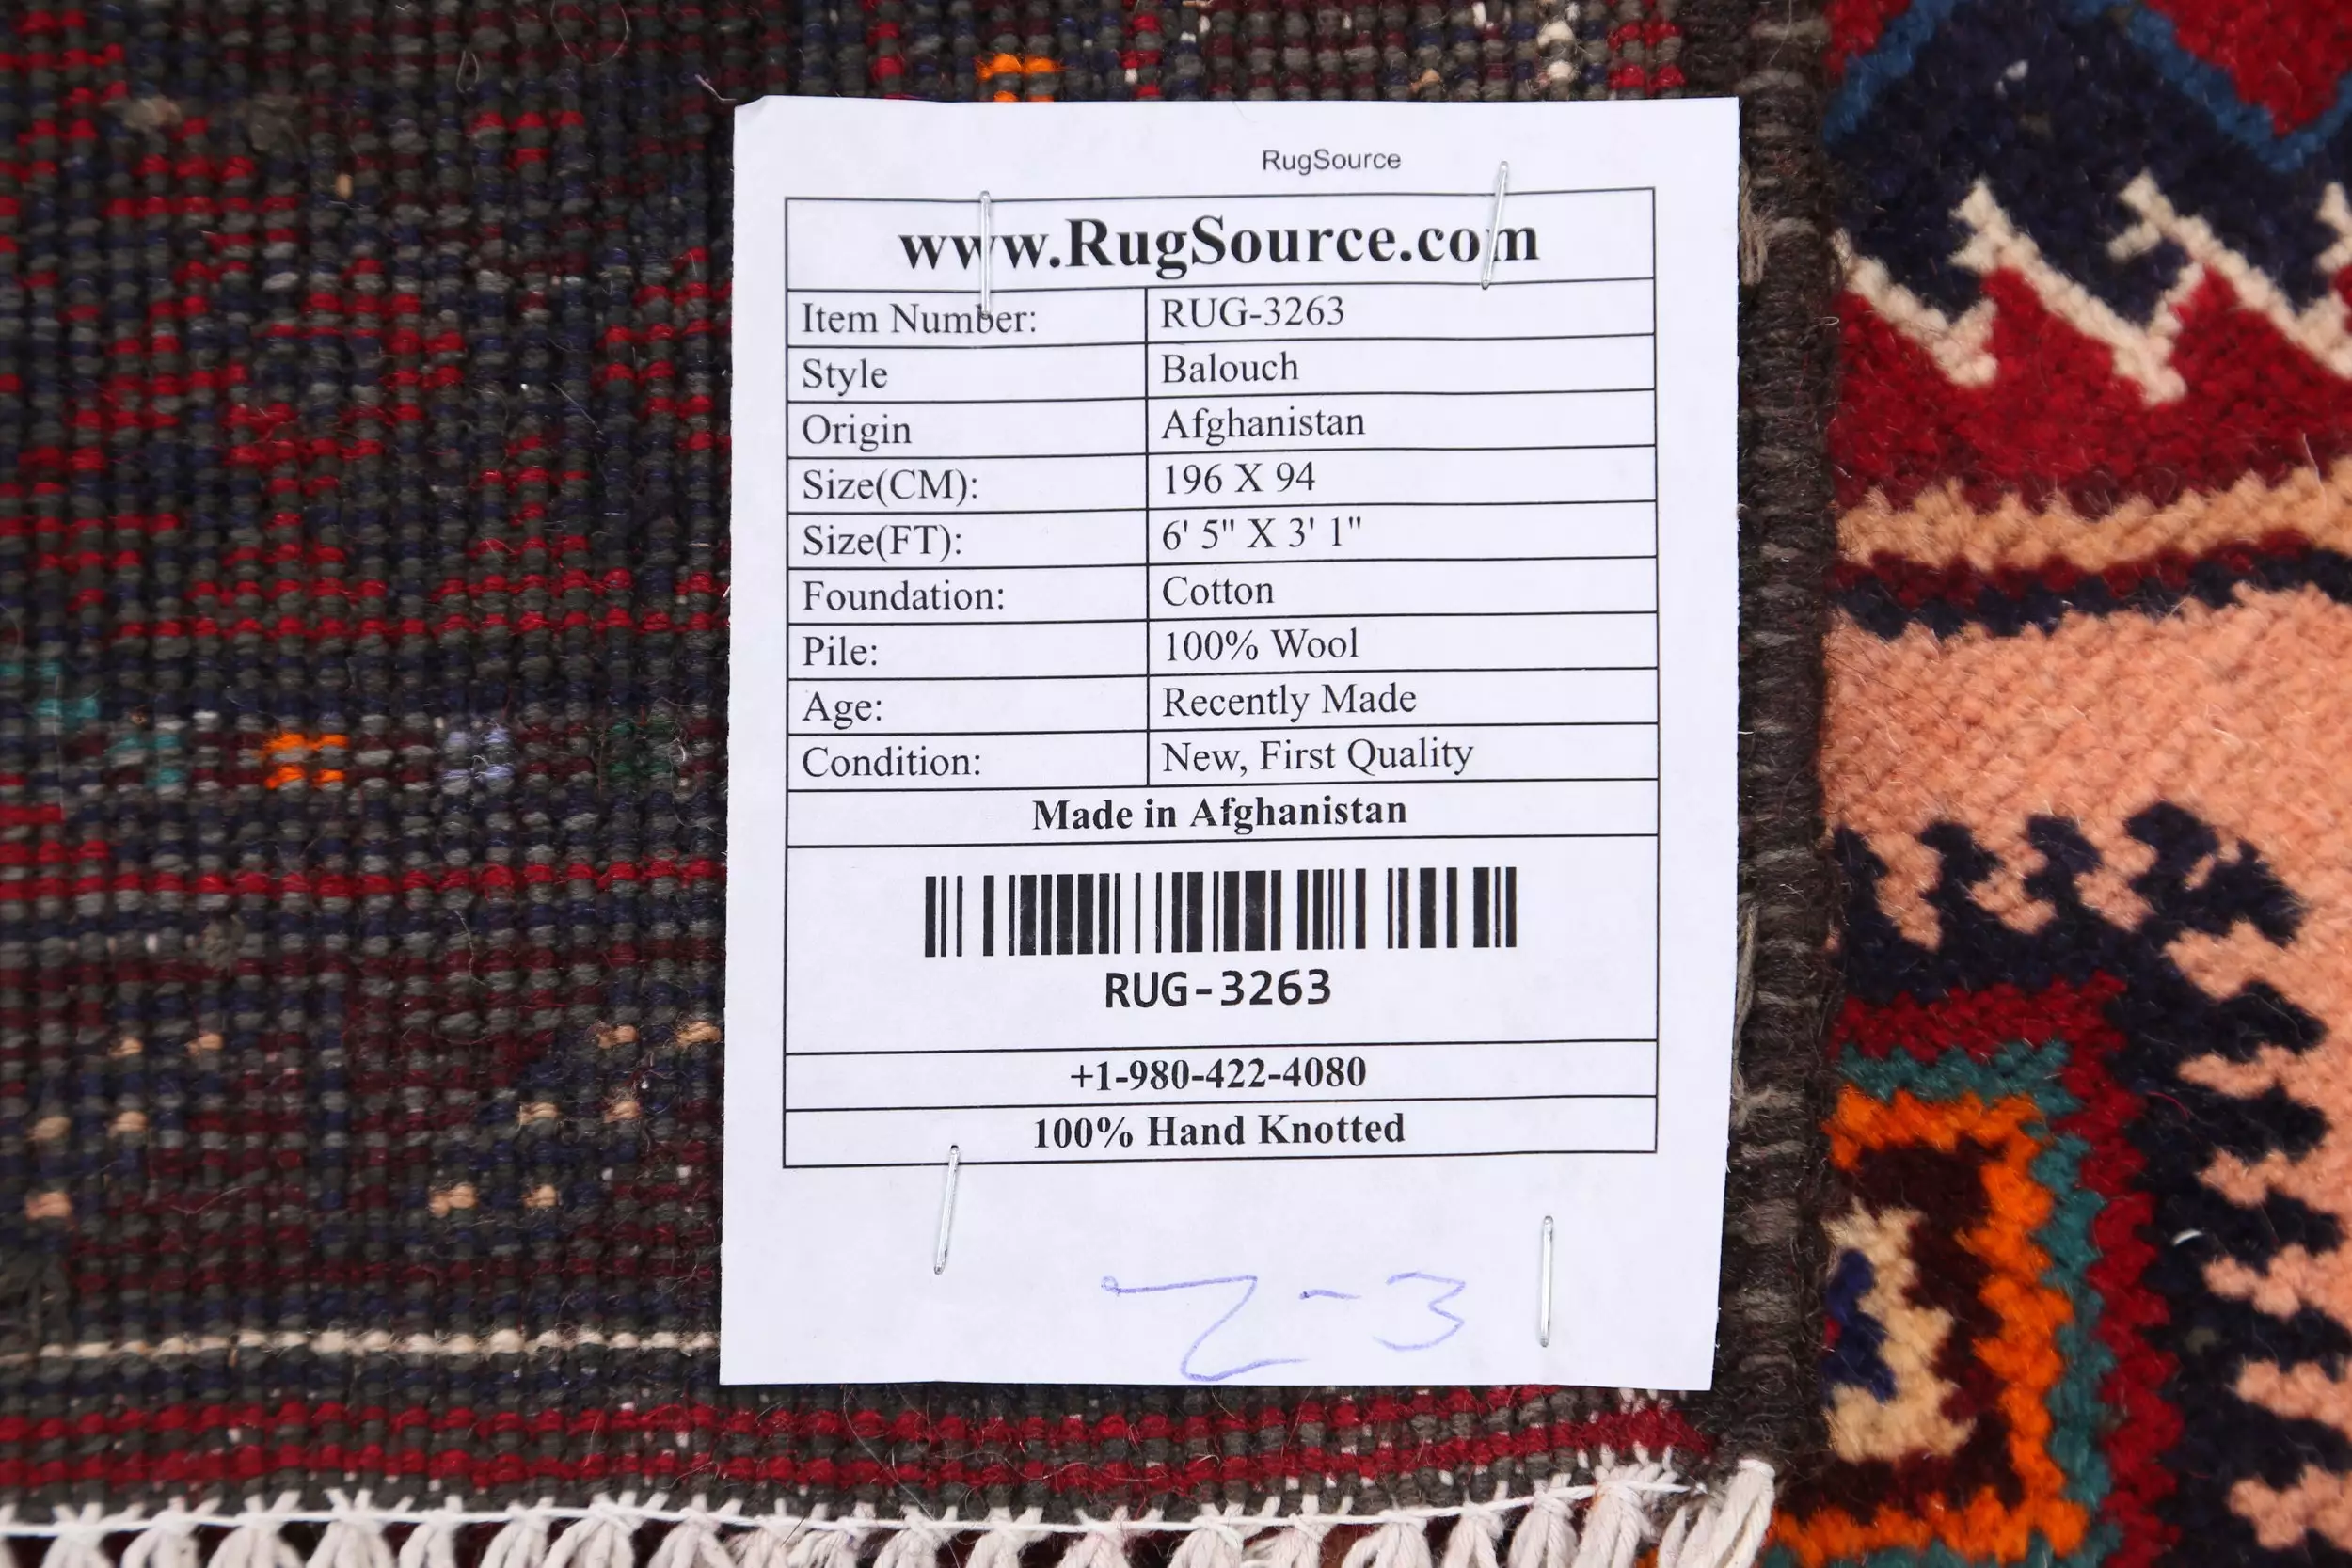 RugSource
www.RugSource.com
Item Number: RUG-3263
Style Balouch
Origin Afghanistan
Size(CM): 196 X 94
Size(FT): 6' 5" X 3' 1"
Foundation: Cotton
Pile: 100% Wool
Age: Recently Made
Condition: New, First Quality
Made in Afghanistan
RUG-3263
+1-980-422-4080
100% Hand Knotted
Z-3